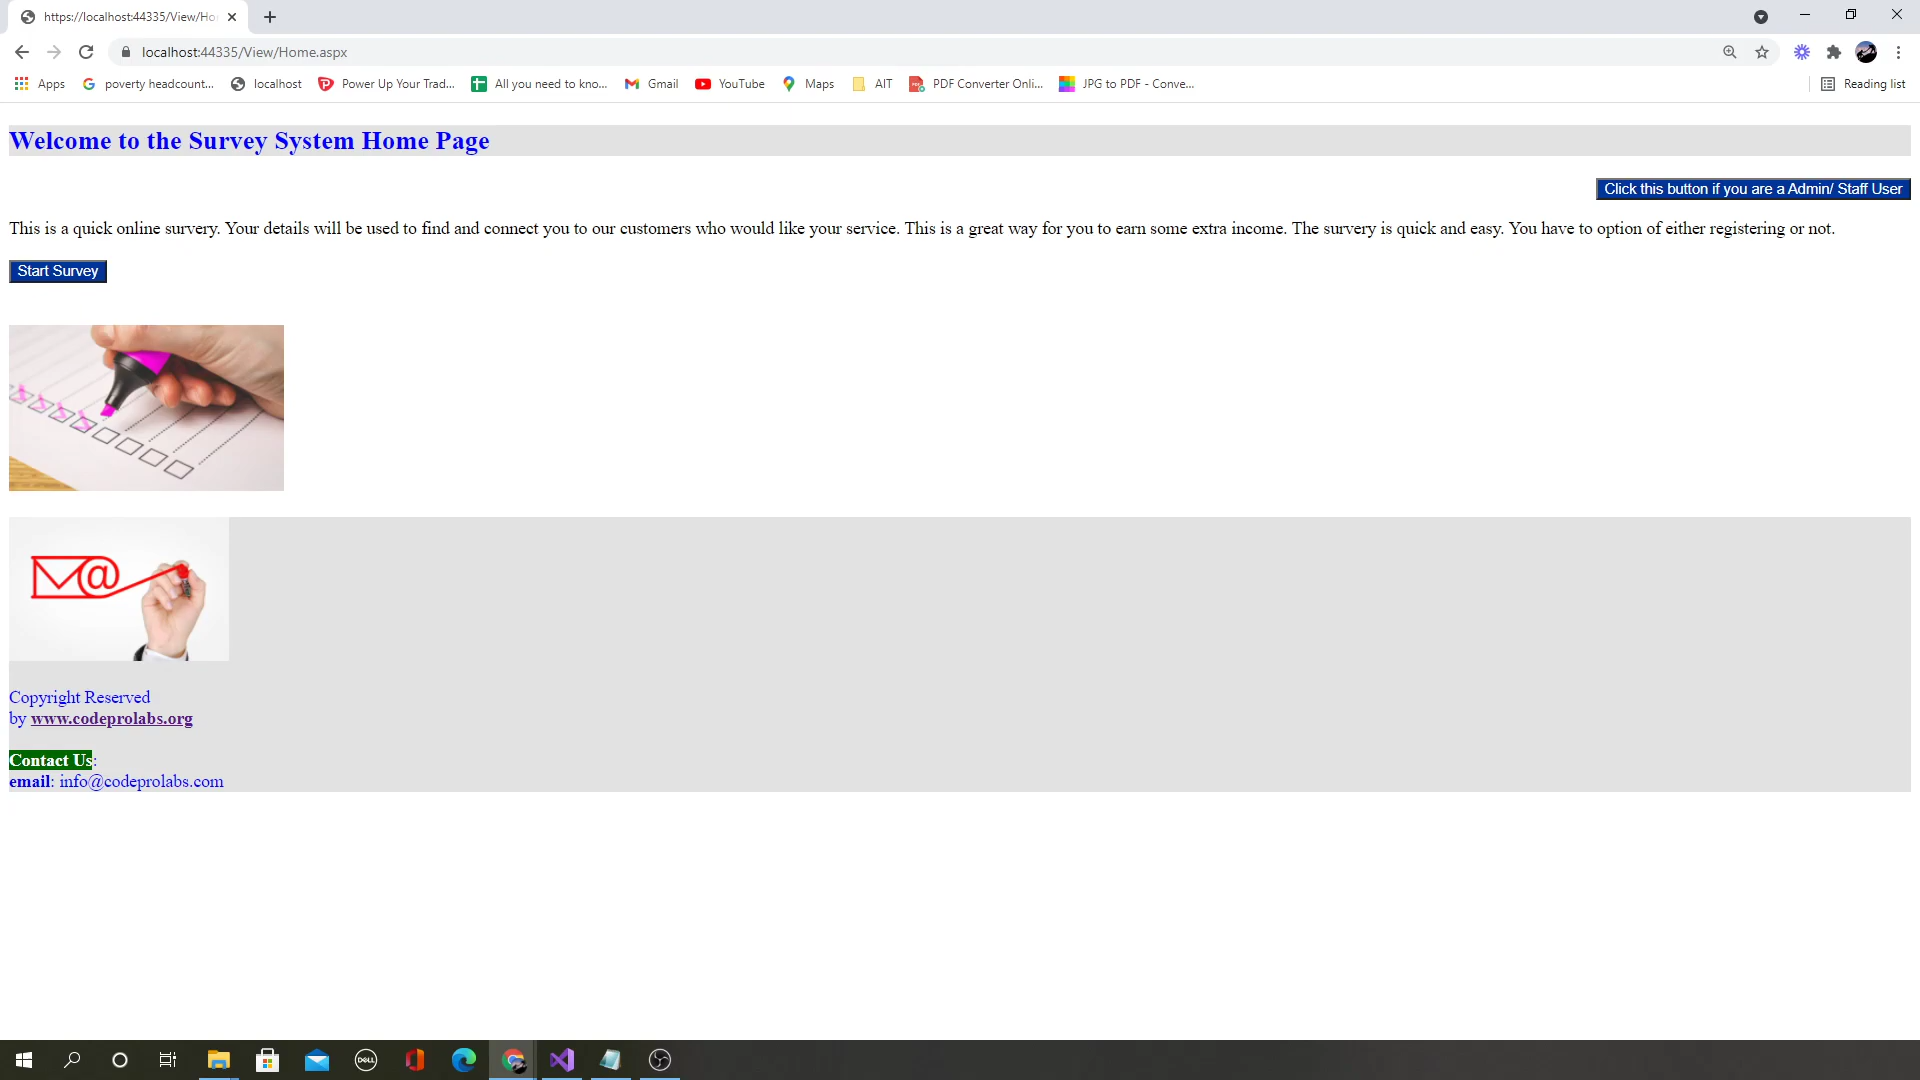 https://localhost:44335/View/Ho
localhost:44335/View/Home.aspx
Apps
poverty headcount...
localhost
Power Up Your Trad...
All you need to kno...
Gmail
YouTube
Maps
AIT
PDF Converter Onli...
JPG to PDF - Conve...
Reading list
Welcome to the Survey System Home Page
Click this button if you are a Admin/ Staff User
This is a quick online survery. Your details will be used to find and connect you to our customers who would like your service. This is a great way for you to earn some extra income. The survery is quick and easy. You have to option of either registering or not.
Start Survey
@
Copyright Reserved
by www.codeprolabs.org
Contact Us:
email: info@codeprolabs.com
DELL